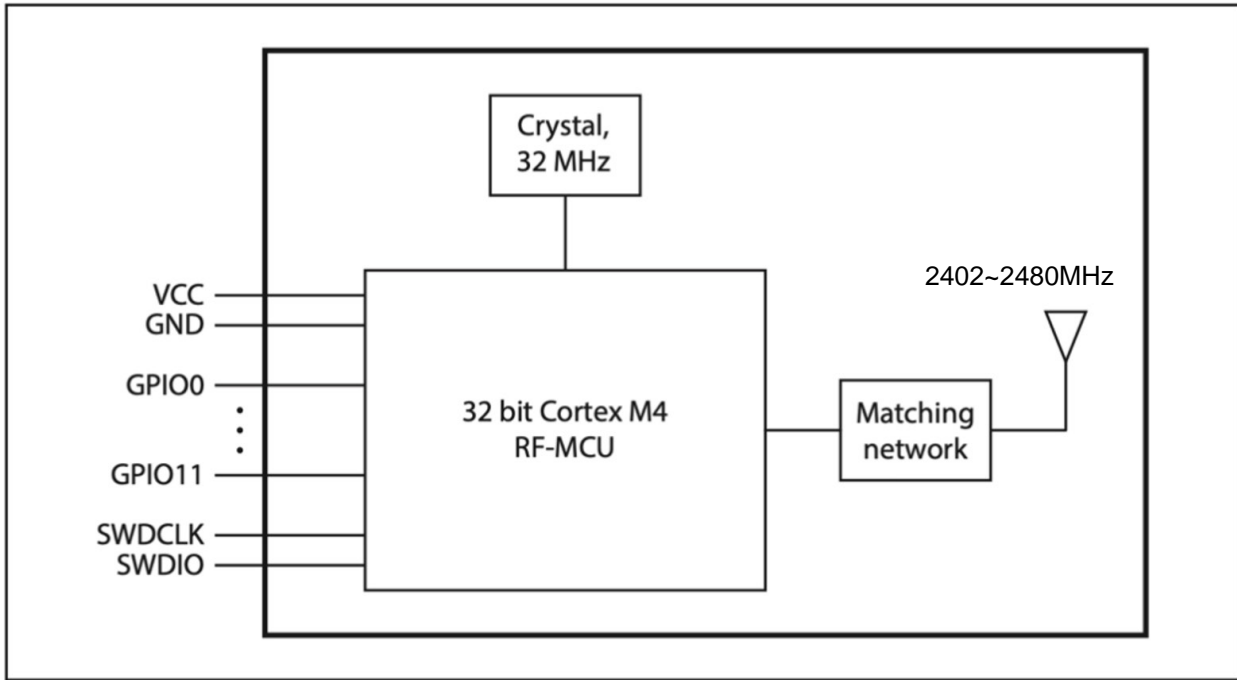 Crystal,
32 MHz
2402~2480MHz
VCC
GND
GPIO0
GPIO11
SWDCLK
SWDIO
32 bit Cortex M4
RF-MCU
Matching
network